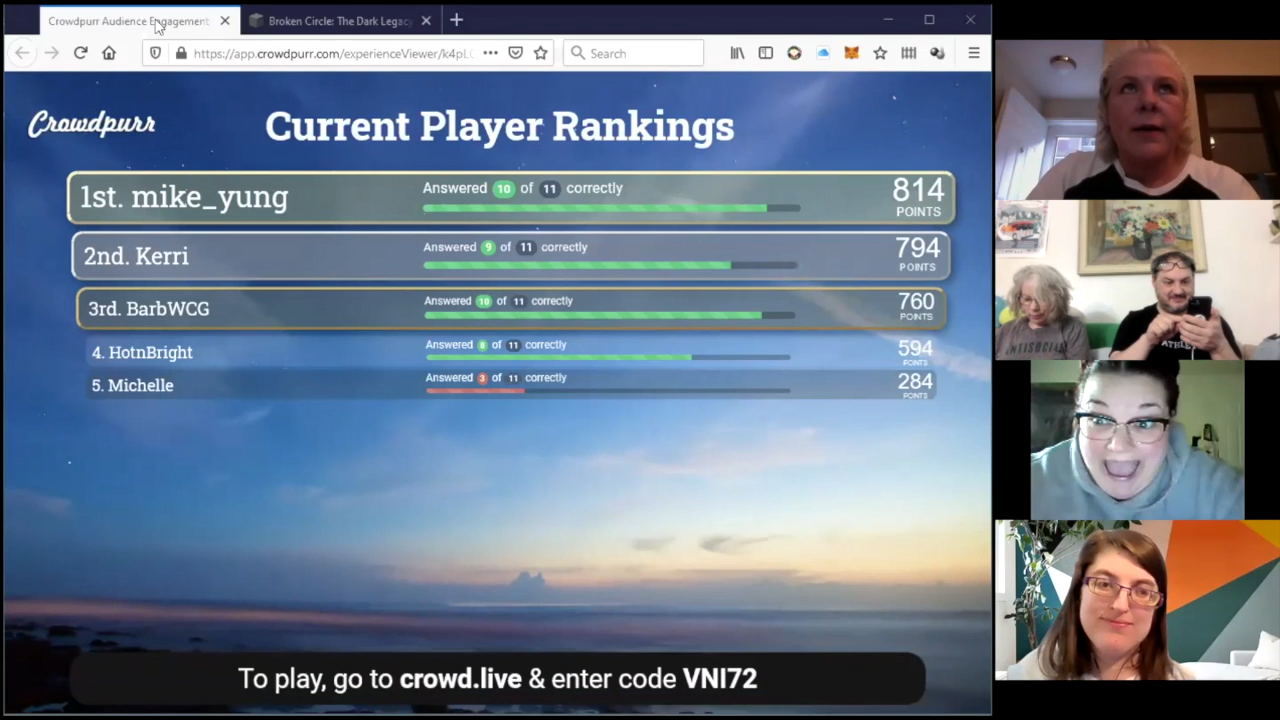 Crowdpurr Audience Engagement
Broken Circle: The Dark Legacy
https://app.crowdpurr.com/experienceViewer/k4pl
Search
Crowdpurr
Current Player Rankings
1st. mike_yung
Answered 10 of 11 correctly
814
POINTS
2nd. Kerri
Answered 9 of 11 correctly
794
POINTS
3rd. BarbWCG
Answered 10 of 11 correctly
760
POINTS
4. HotnBright
Answered 8 of 11 correctly
594
POINTS
5. Michelle
Answered 3 of 11 correctly
284
POINTS
ANTISOCIAL
ATHLE
To play, go to crowd.live & enter code VNI72